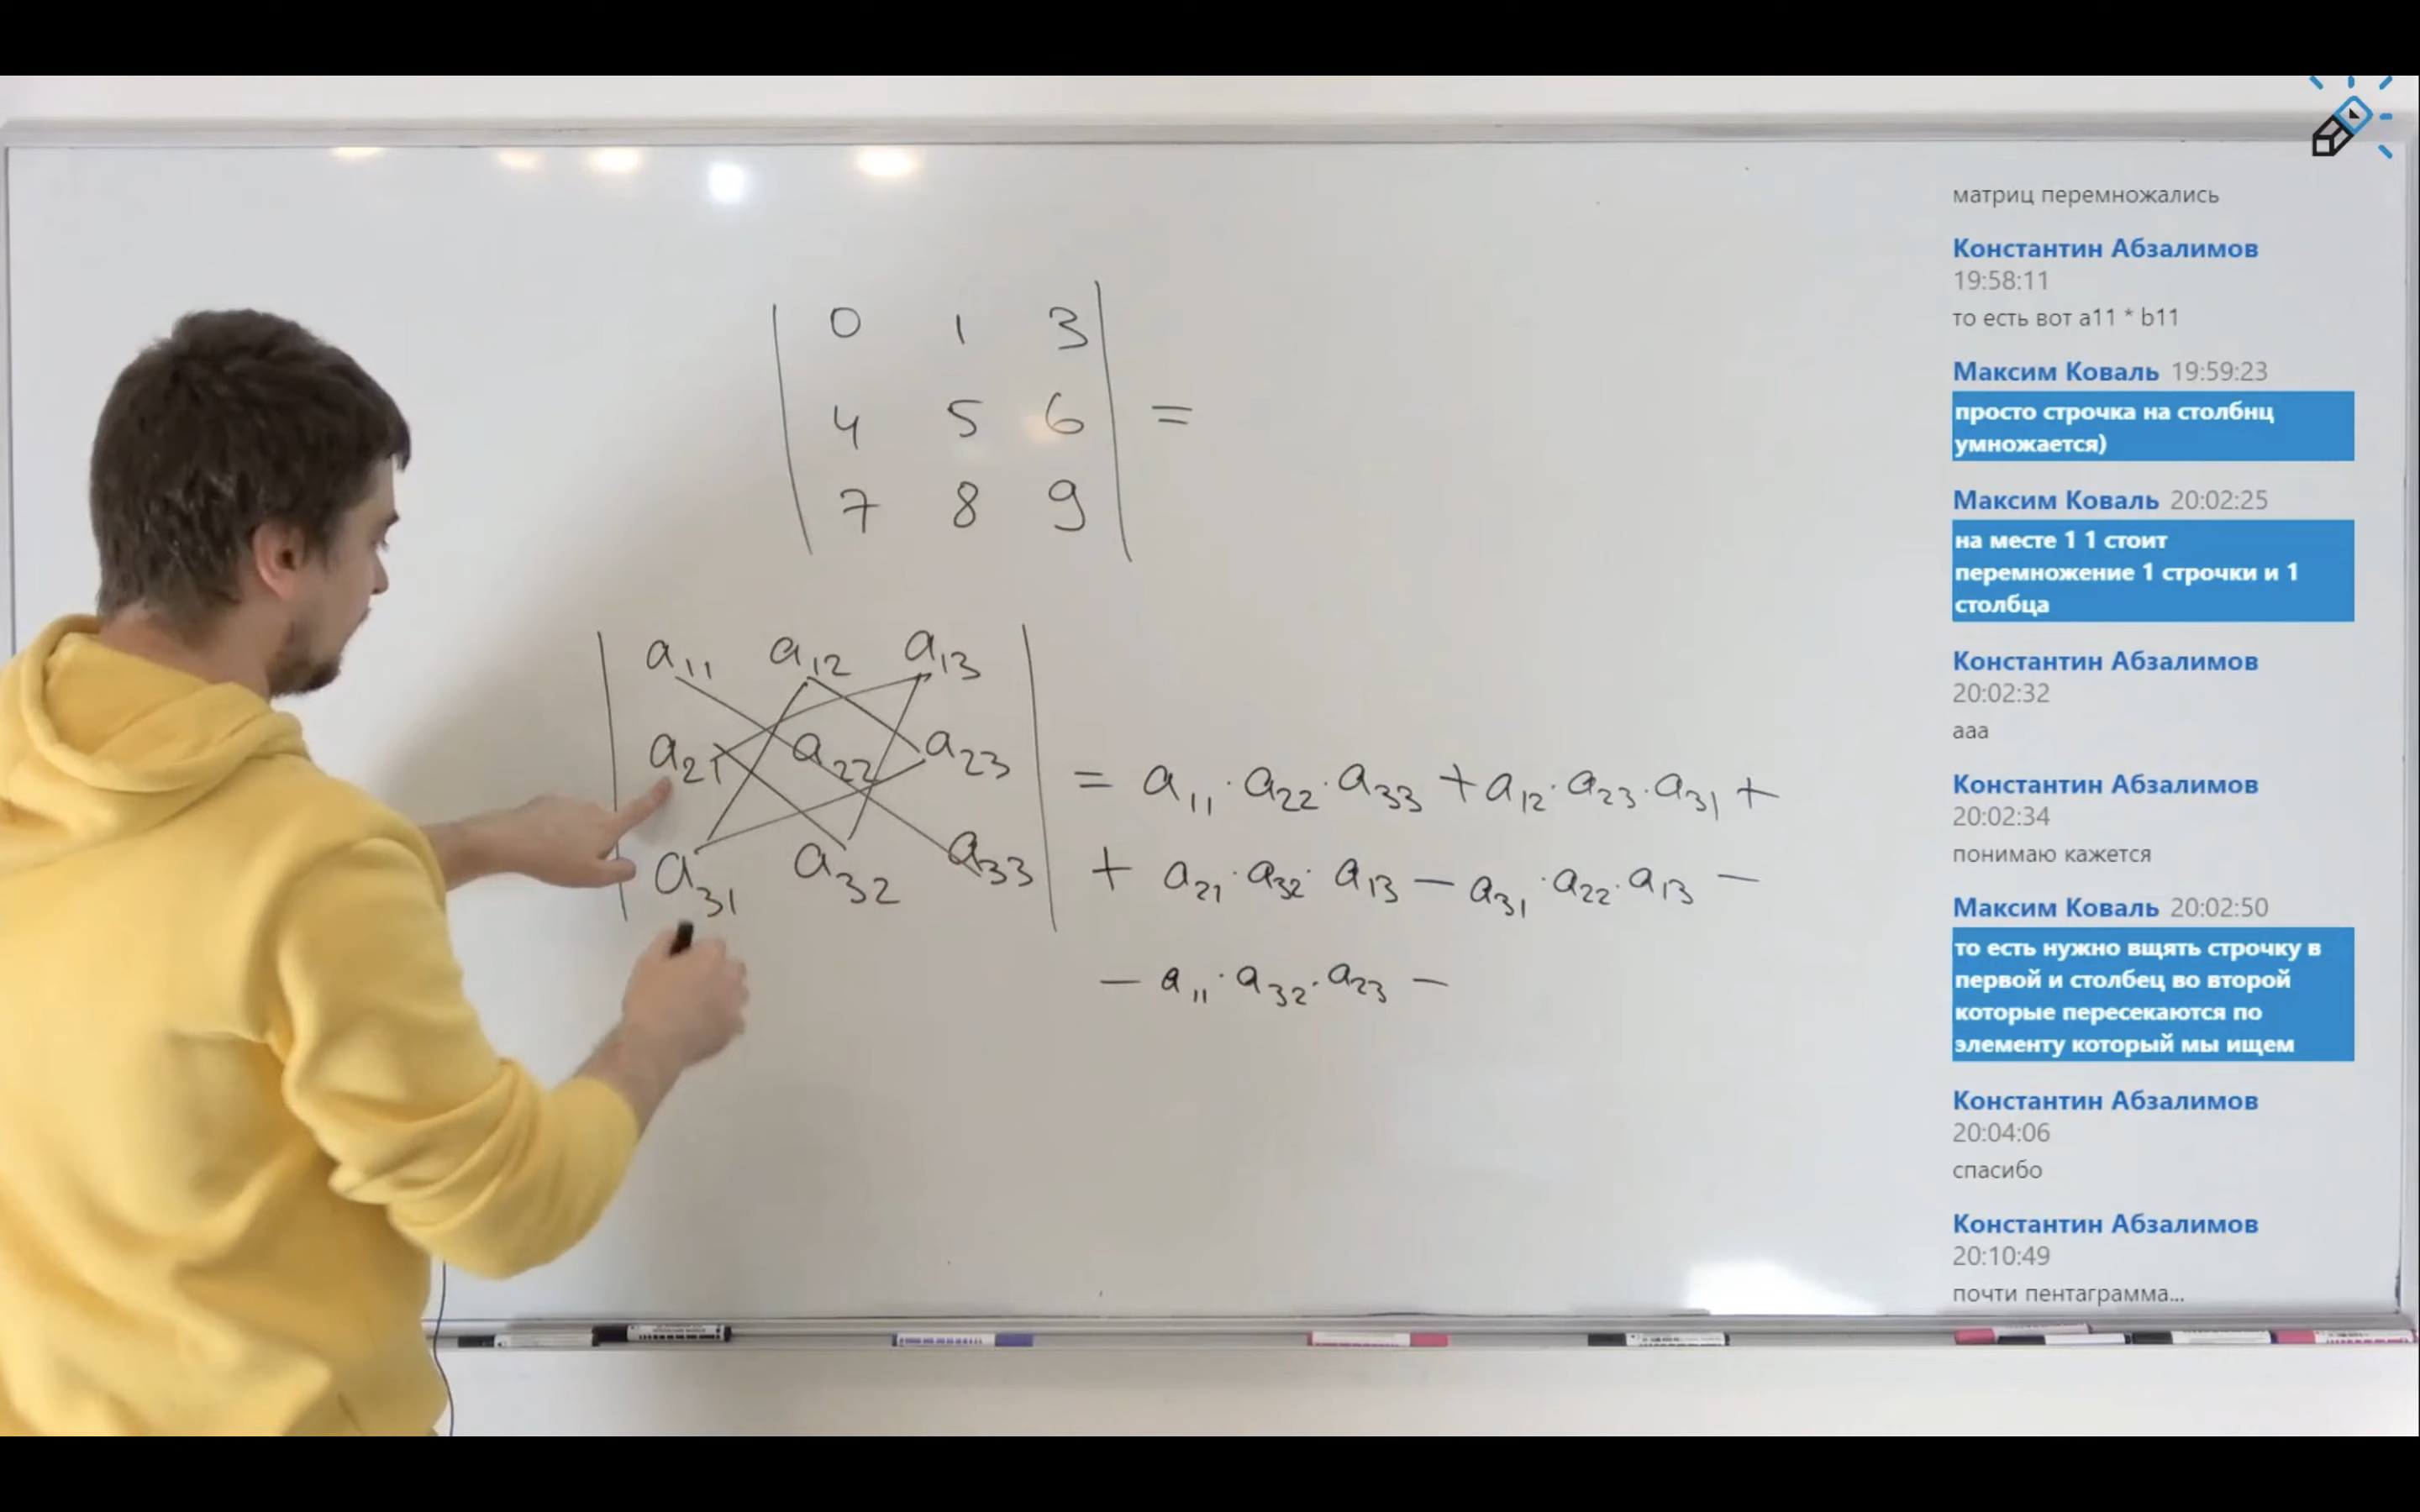 0 1 3
4 5 6 =
7 8 9
a11 a12 a13
a21 a22 a23
a31 a32 a33
= a11 · a22 · a33 + a12 · a23 · a31 +
+ a21 · a32 · a13 — a31 · a22 · a13 —
— a11 · a32 · a23 —
матриц перемножались
Константин Абзалимов
19:58:11
то есть вот a11 * b11
Максим Коваль 19:59:23
просто строчка на столбнц
умножается)
Максим Коваль 20:02:25
на месте 1 1 стоит
перемножение 1 строчки и 1
столбца
Константин Абзалимов
20:02:32
ааа
Константин Абзалимов
20:02:34
понимаю кажется
Максим Коваль 20:02:50
то есть нужно вщять строчку в
первой и столбец во второй
которые пересекаются по
элементу который мы ищем
Константин Абзалимов
20:04:06
спасибо
Константин Абзалимов
20:10:49
почти пентаграмма...